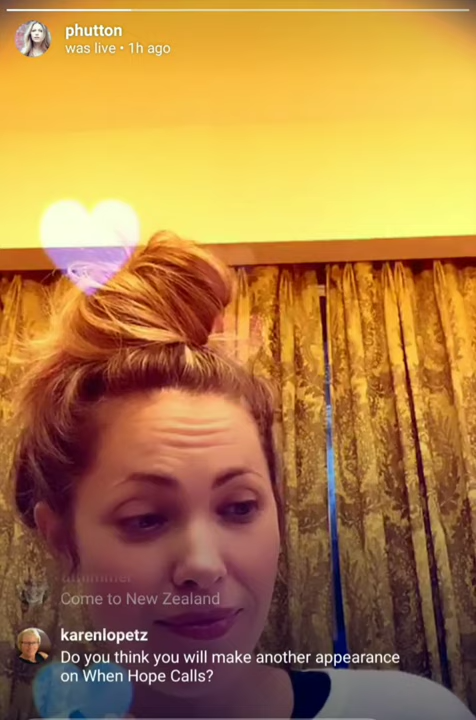 phutton
was live • 1h ago
Come to New Zealand
karenlopetz
Do you think you will make another appearance
on When Hope Calls?